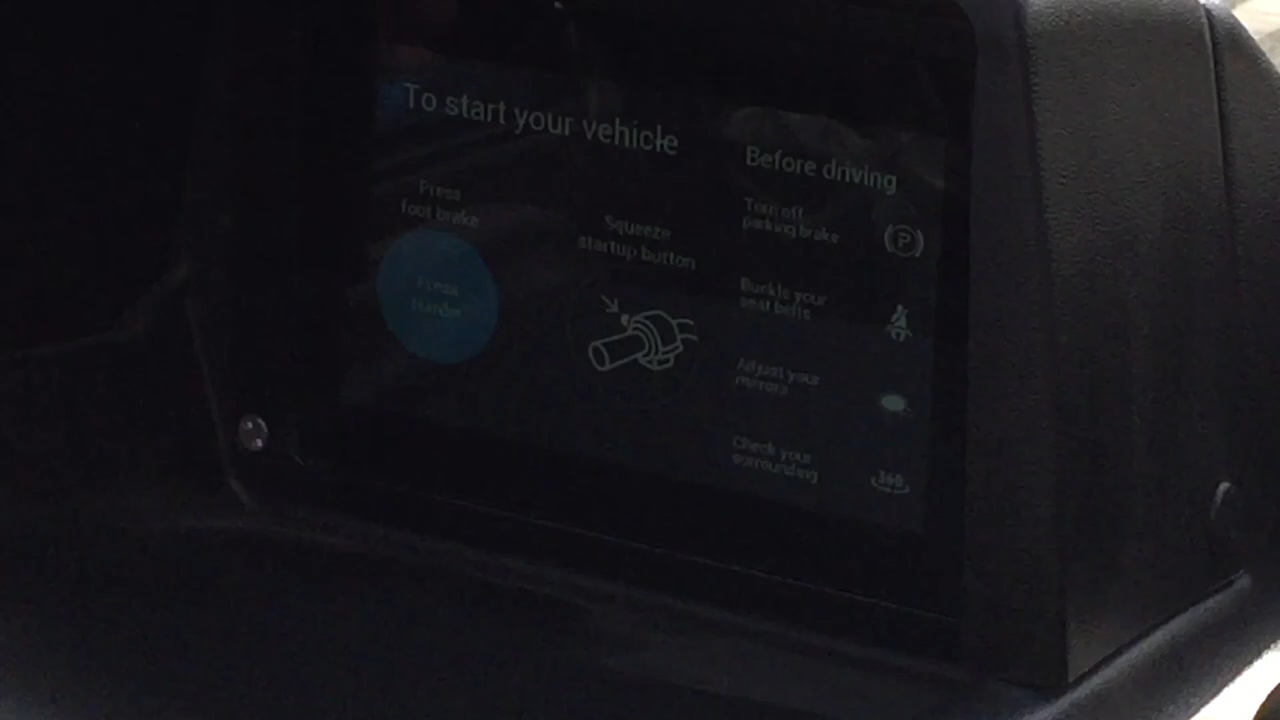 To start your vehicle
Press
foot brake
Press
harder
Squeeze
startup button
Before driving
Turn off
parking brake
P
Buckle your
seat belts
Adjust your
mirrors
Check your
surrounding
360